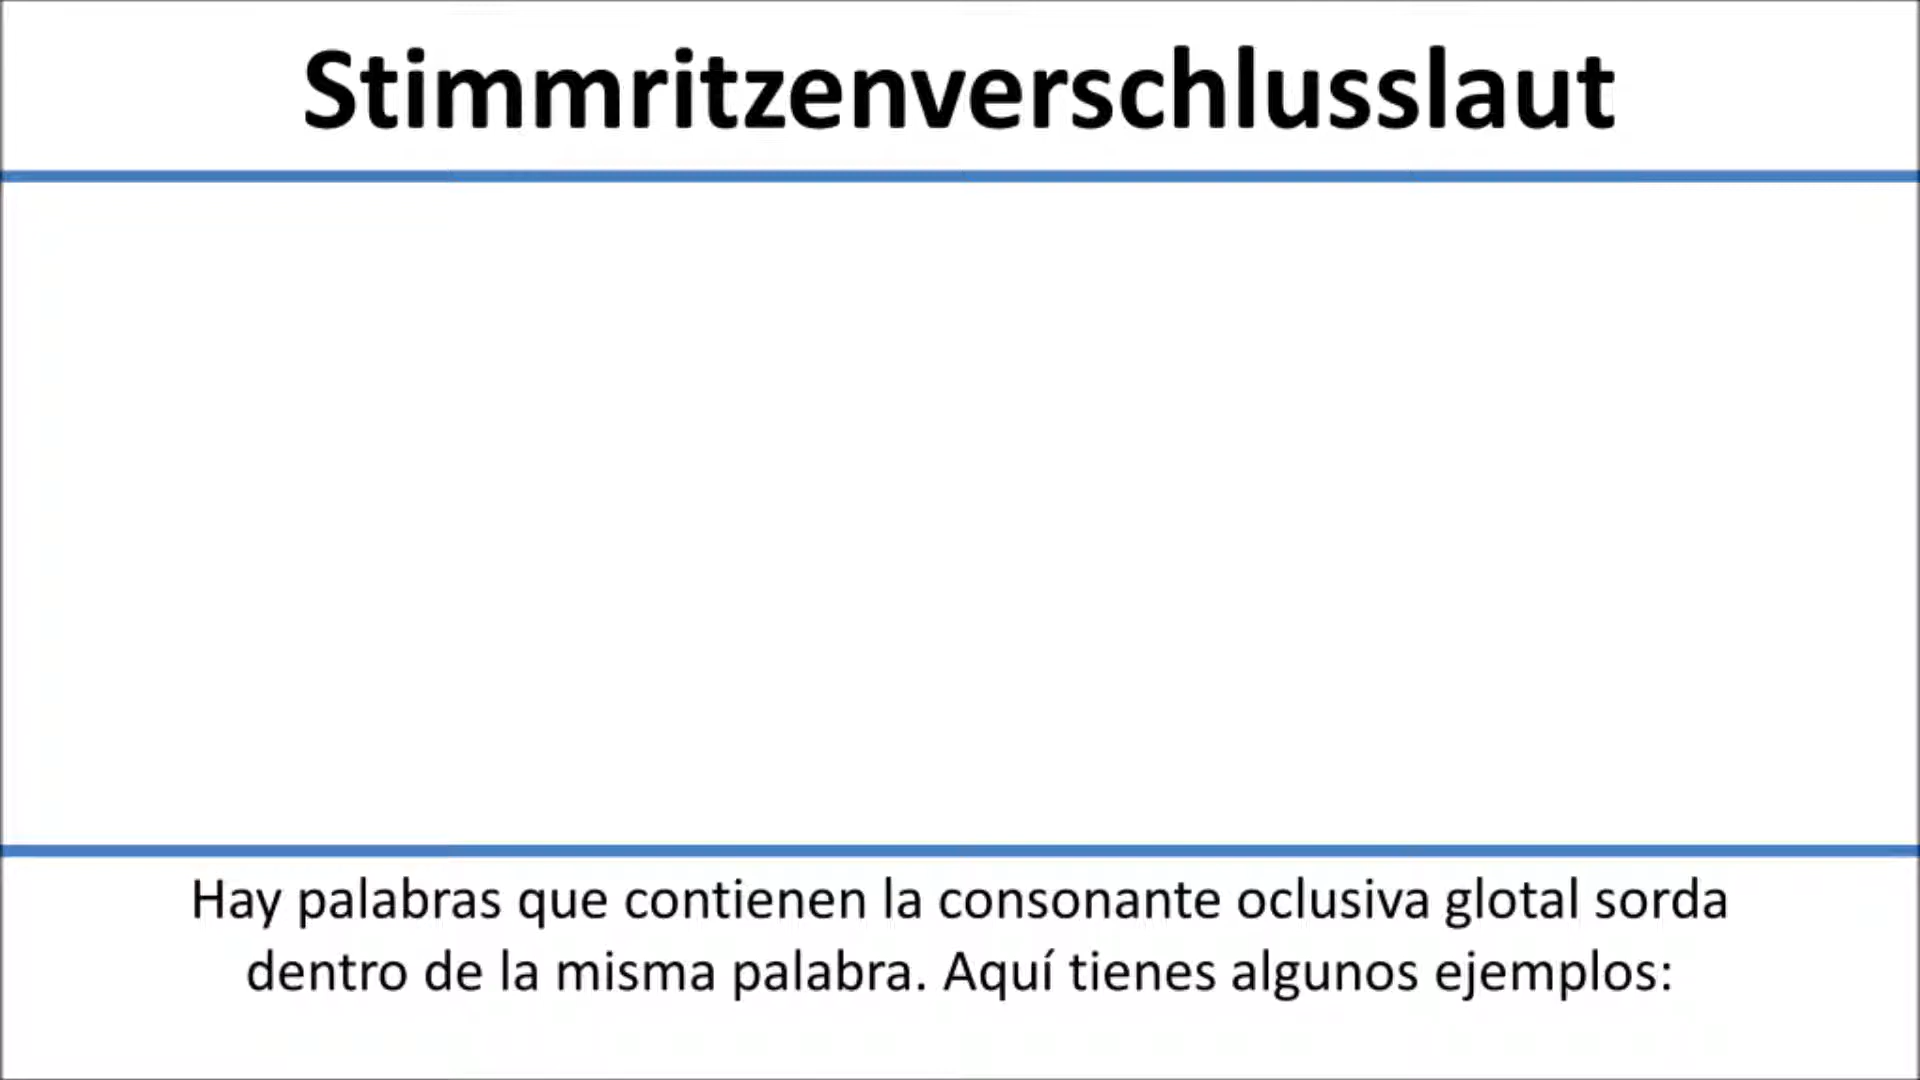 Stimmritzenverschlusslaut
Hay palabras que contienen la consonante oclusiva glotal sorda
dentro de la misma palabra. Aquí tienes algunos ejemplos: